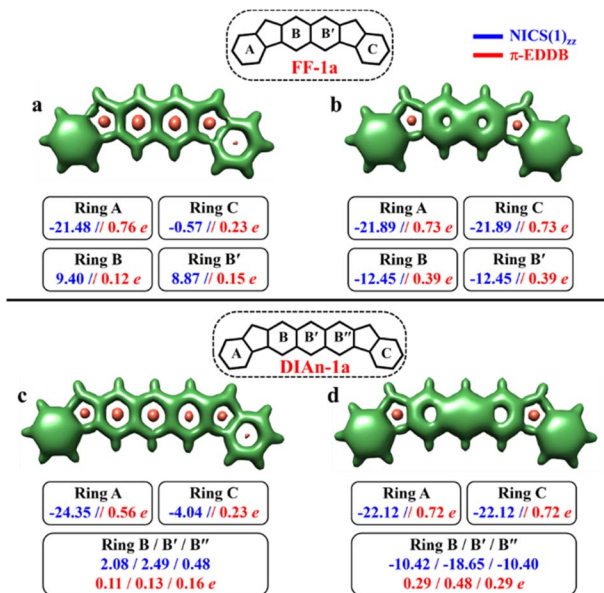 A B B′ C
FF-1a
NICS(1)zz
π-EDDB
a
b
Ring A
-21.48 // 0.76 e
Ring C
-0.57 // 0.23 e
Ring B
9.40 // 0.12 e
Ring B′
8.87 // 0.15 e
Ring A
-21.89 // 0.73 e
Ring C
-21.89 // 0.73 e
Ring B
-12.45 // 0.39 e
Ring B′
-12.45 // 0.39 e
A B B′ B″ C
DIAn-1a
c
d
Ring A
-24.35 // 0.56 e
Ring C
-4.04 // 0.23 e
Ring B / B′ / B″
2.08 / 2.49 / 0.48
0.11 / 0.13 / 0.16 e
Ring A
-22.12 // 0.72 e
Ring C
-22.12 // 0.72 e
Ring B / B′ / B″
-10.42 / -18.65 / -10.40
0.29 / 0.48 / 0.29 e